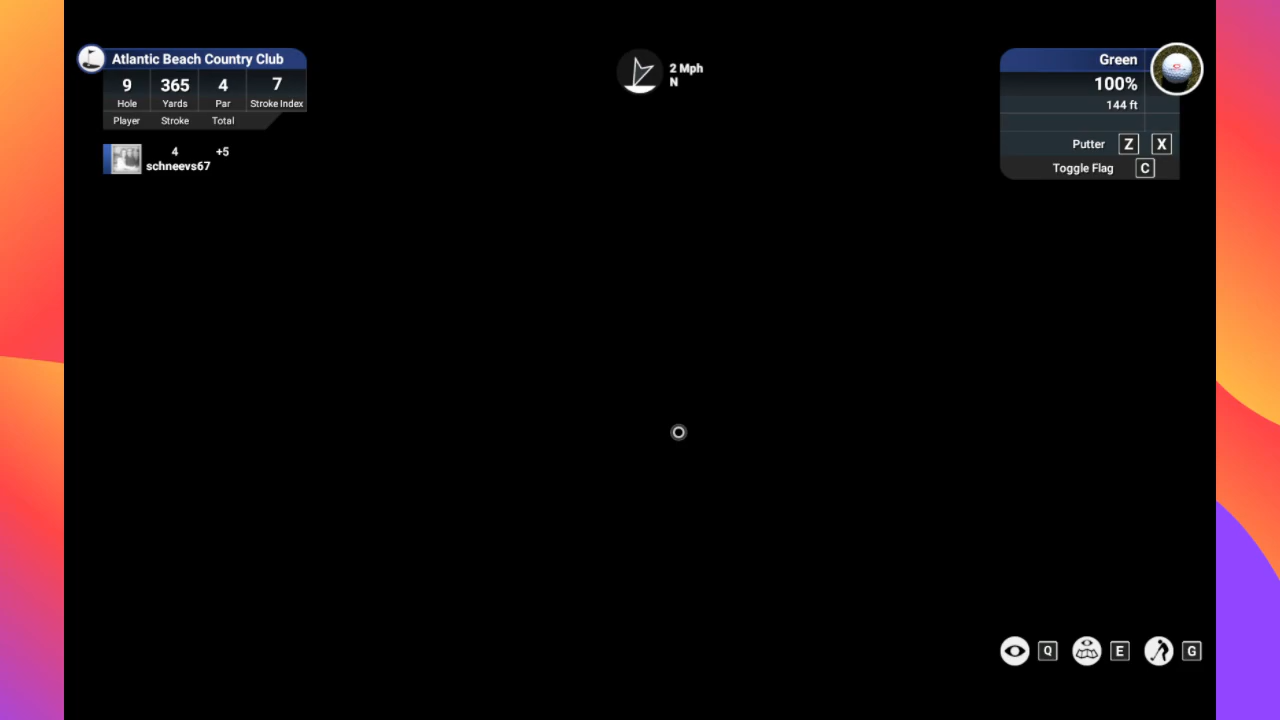 Atlantic Beach Country Club
9 365 4 7
Hole Yards Par Stroke Index
Player Stroke Total
4 +5
schneevs67
2 Mph
N
Green
100%
144 ft
Putter Z X
Toggle Flag C
Q E G